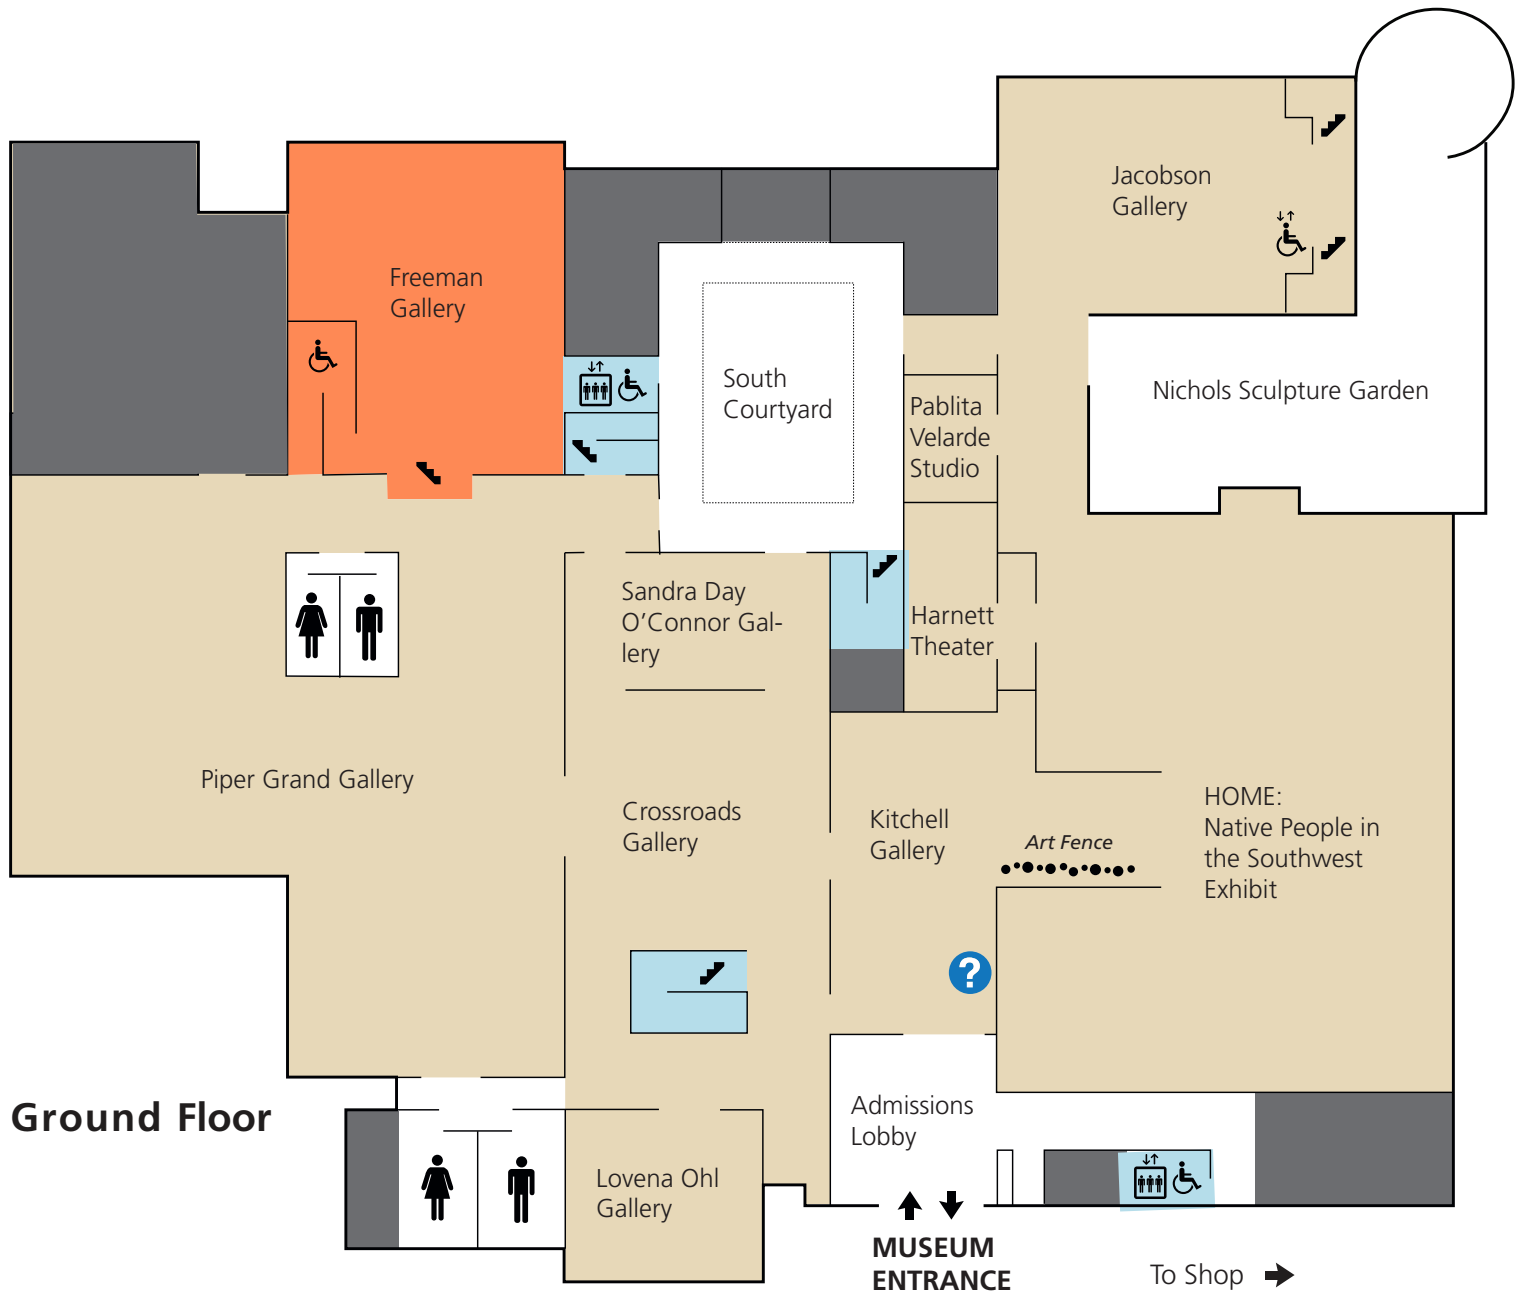 Jacobson
Gallery
Freeman
Gallery
South
Courtyard
Nichols Sculpture Garden
Pablita
Velarde
Studio
Sandra Day
O’Connor Gal-
lery
Harnett
Theater
Piper Grand Gallery
Crossroads
Gallery
Kitchell
Gallery
Art Fence
HOME:
Native People in
the Southwest
Exhibit
?
Ground Floor
Admissions
Lobby
Lovena Ohl
Gallery
MUSEUM
ENTRANCE
To Shop